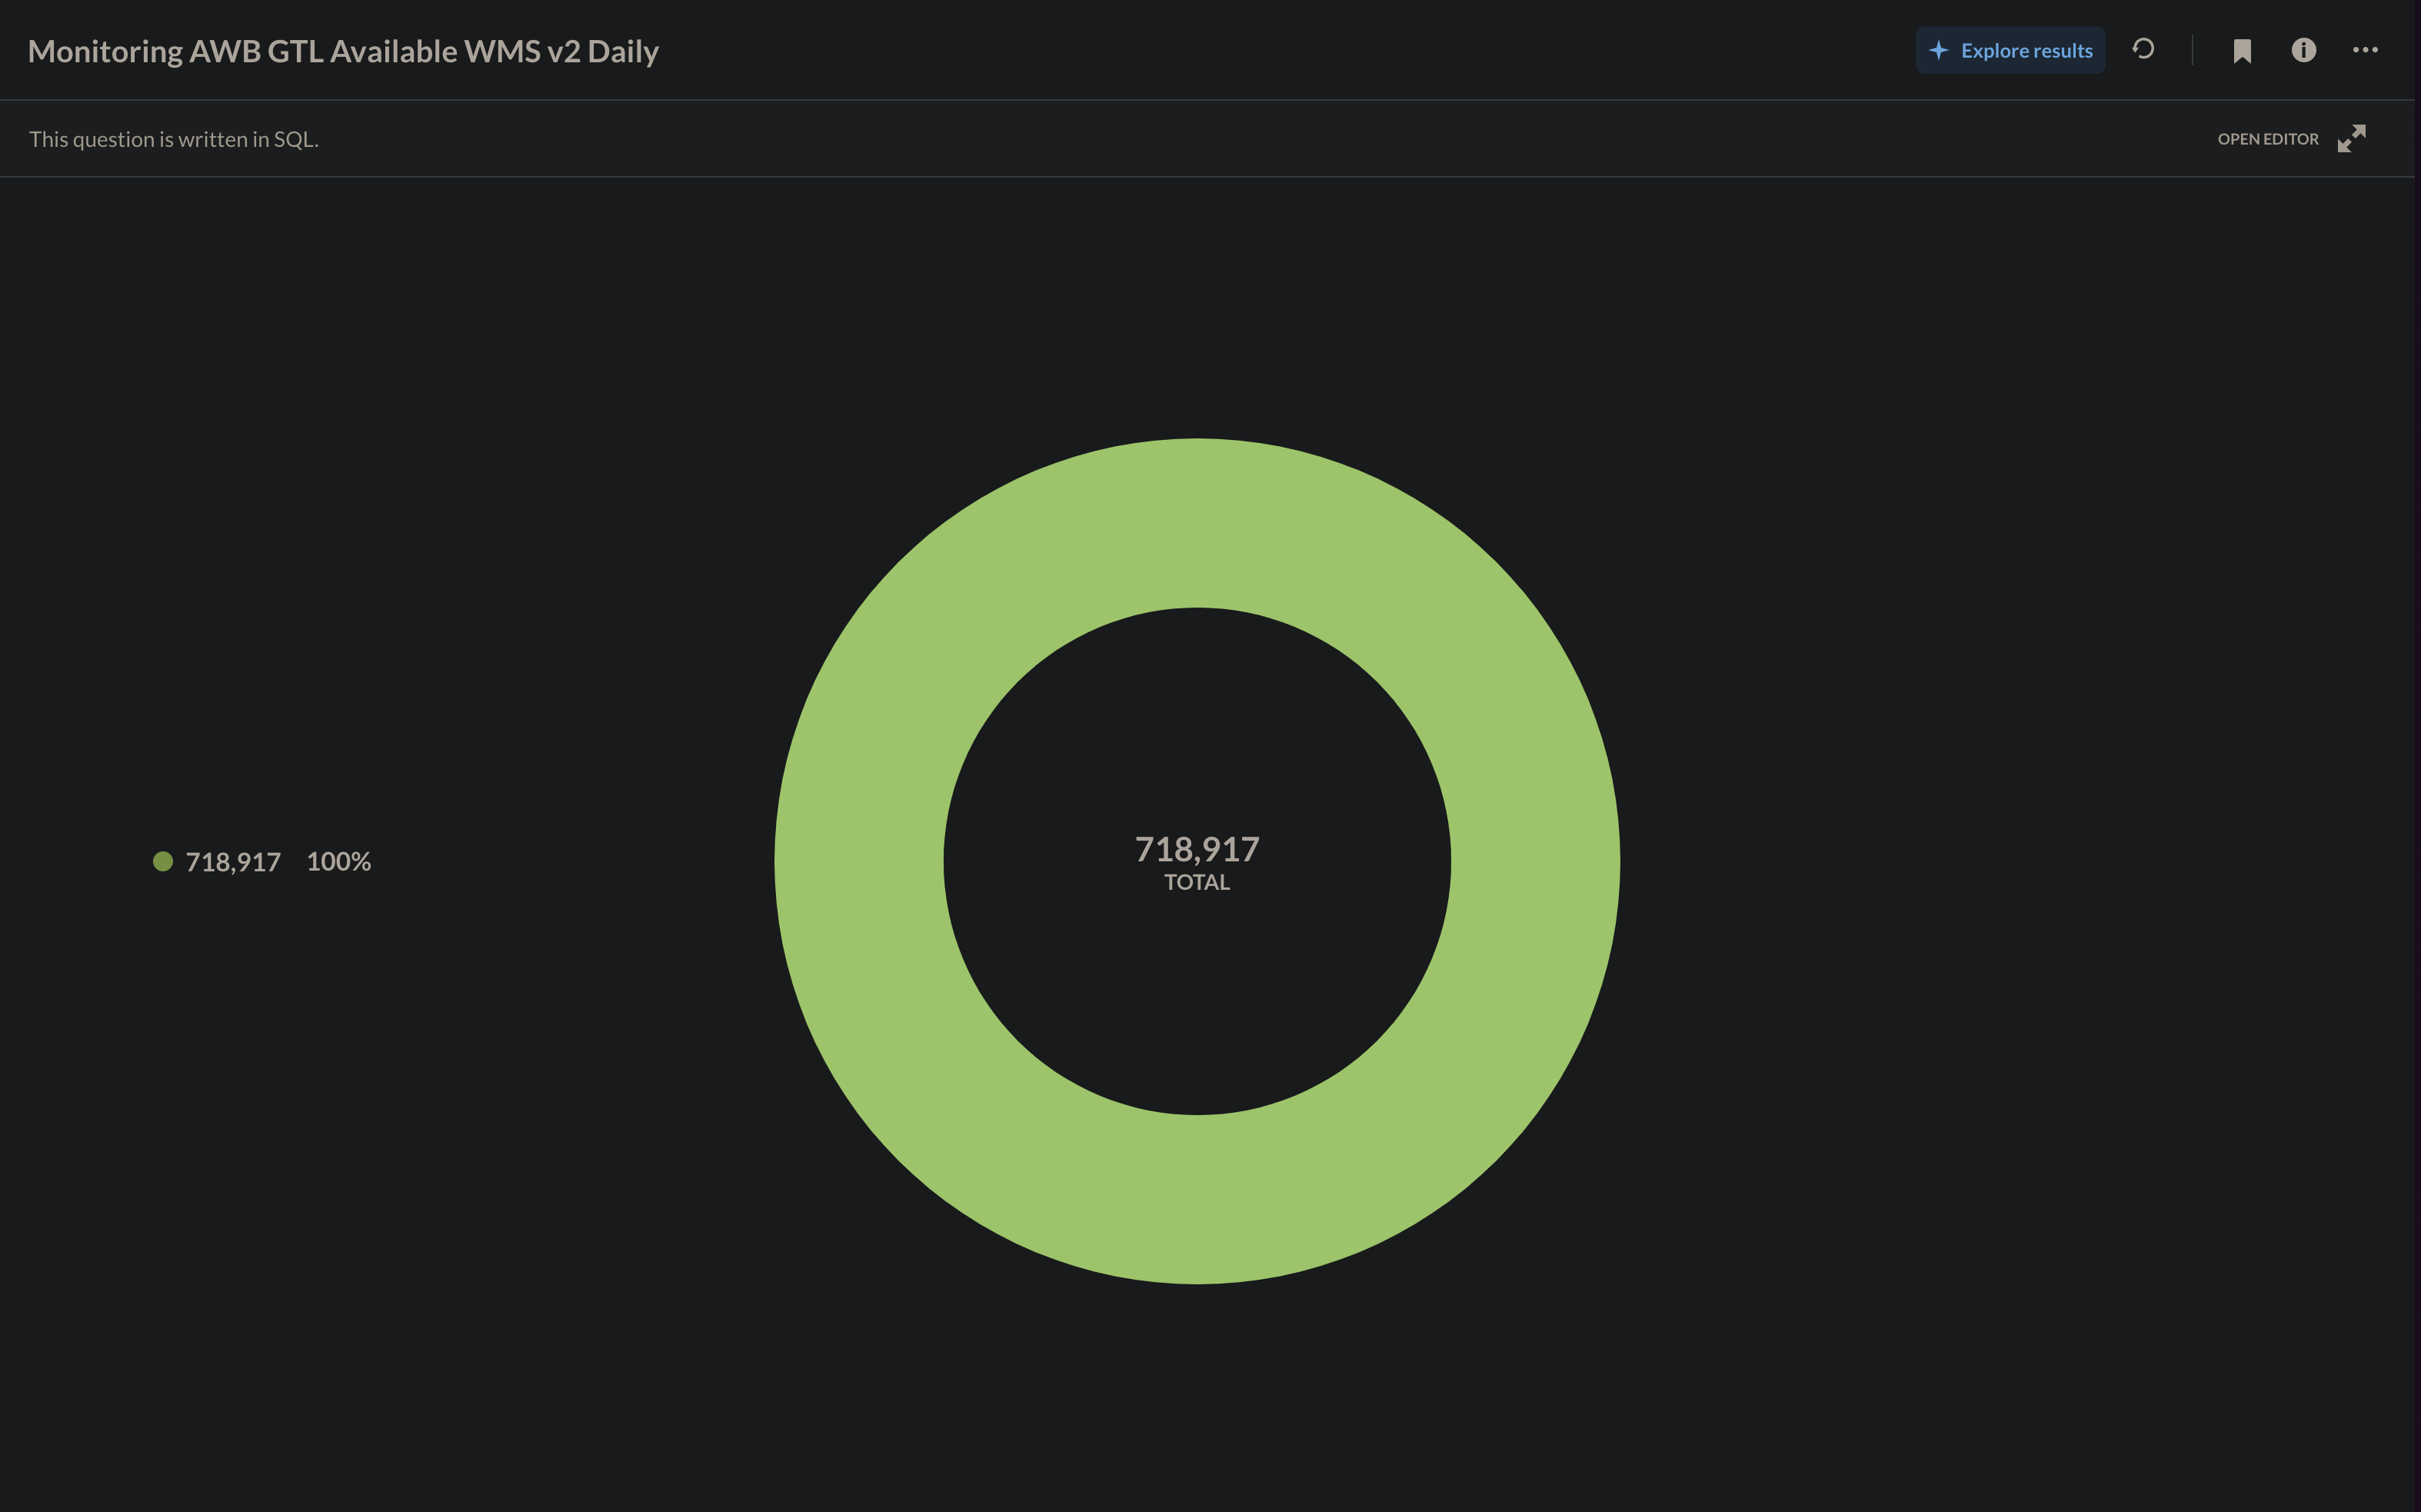 Monitoring AWB GTL Available WMS v2 Daily
Explore results
This question is written in SQL.
OPEN EDITOR
718,917 100%
718,917
TOTAL